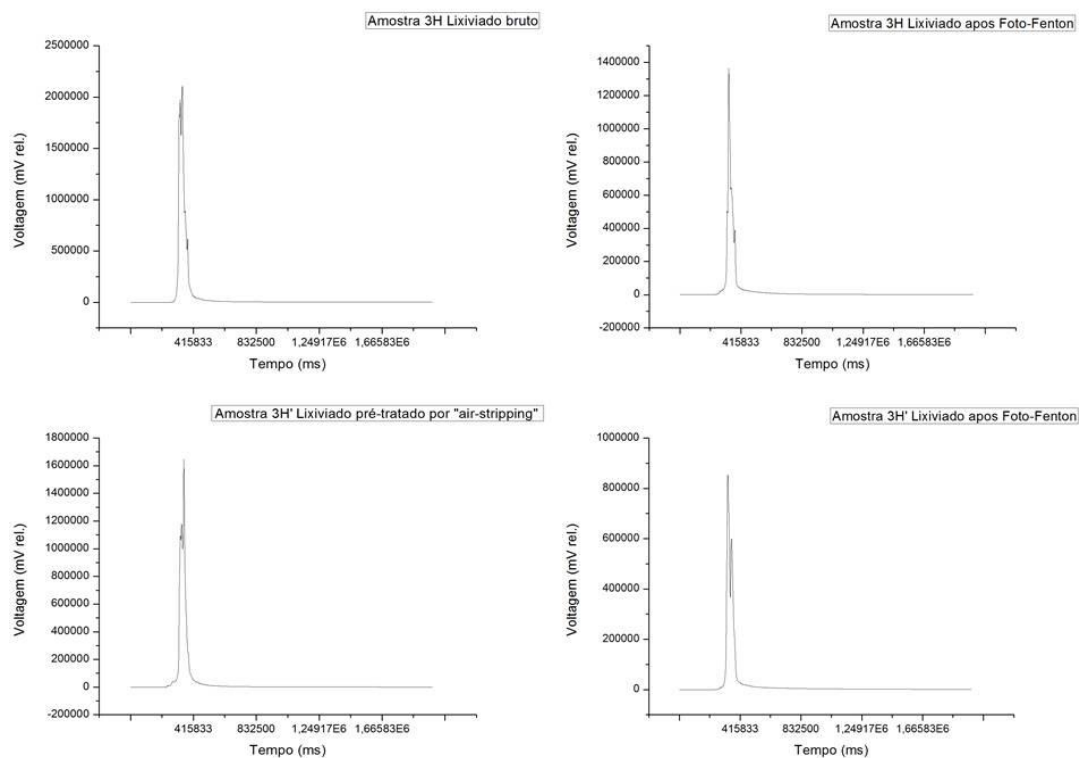 Amostra 3H Lixiviado bruto
2500000
2000000
1500000
1000000
500000
0
Voltagem (mV rel.)
415833 832500 1,24917E6 1,66583E6
Tempo (ms)
Amostra 3H Lixiviado apos Foto-Fenton
1400000
1200000
1000000
800000
600000
400000
200000
0
-200000
Voltagem (mV rel.)
415833 832500 1,24917E6 1,66583E6
Tempo (ms)
Amostra 3H' Lixiviado pré-tratado por "air-stripping"
1800000
1600000
1400000
1200000
1000000
800000
600000
400000
200000
0
-200000
Voltagem (mV rel.)
415833 832500 1,24917E6 1,66583E6
Tempo (ms)
Amostra 3H' Lixiviado apos Foto-Fenton
1000000
800000
600000
400000
200000
0
-100000
Voltagem (mV rel.)
415833 832500 1,24917E6 1,66583E6
Tempo (ms)